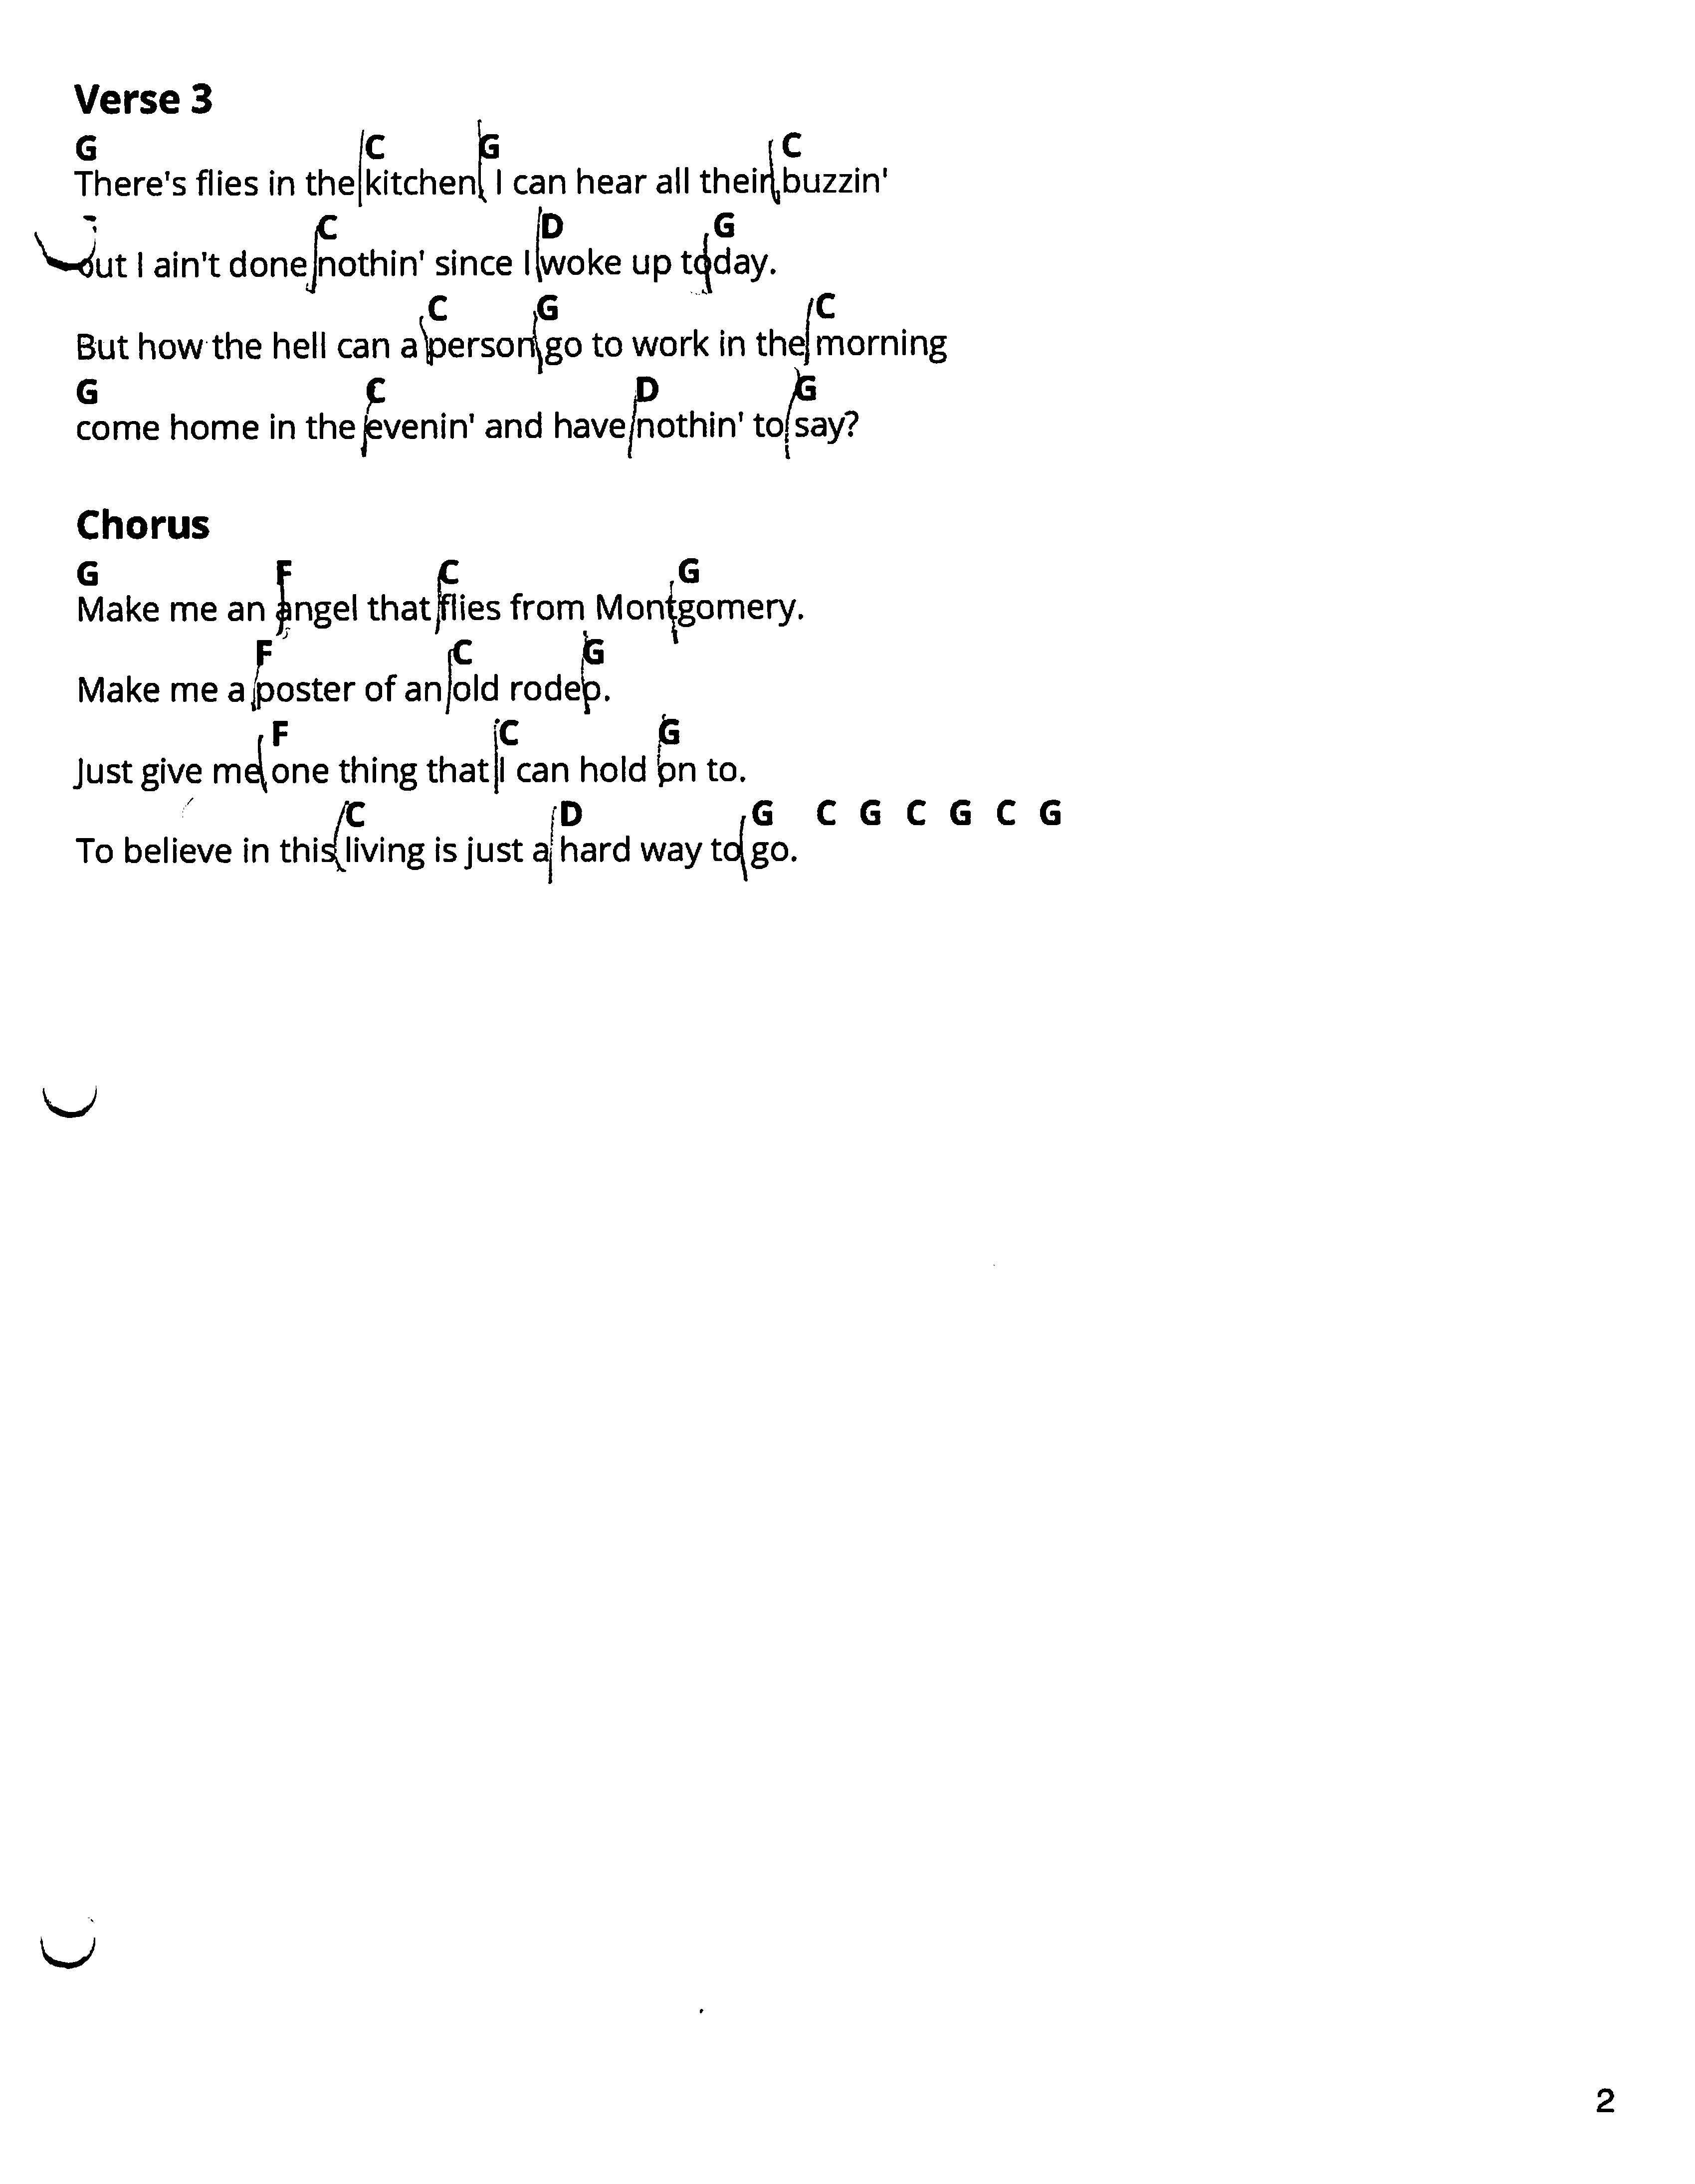 Verse 3
G C G C
There's flies in the kitchen I can hear all their buzzin'
C D G
but I ain't done nothin' since I woke up today.
C G C
But how the hell can a person go to work in the morning
G C D G
come home in the evenin' and have nothin' to say?
Chorus
G F C G
Make me an angel that flies from Montgomery.
F C G
Make me a poster of an old rodeo.
F C G
Just give me one thing that I can hold on to.
C D G C G C G C G
To believe in this living is just a hard way to go.
2